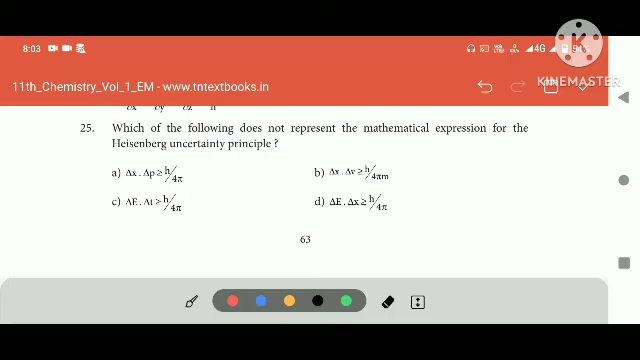 8:03 4G 54%
11th_Chemistry_Vol_1_EM - www.tntextbooks.in
KINEMASTER
25. Which of the following does not represent the mathematical expression for the
Heisenberg uncertainty principle ?
a) Δx . Δp ≥ h/4π b) Δx . Δv ≥ h/4πm
c) ΔE . Δt ≥ h/4π d) ΔE . Δx ≥ h/4π
63